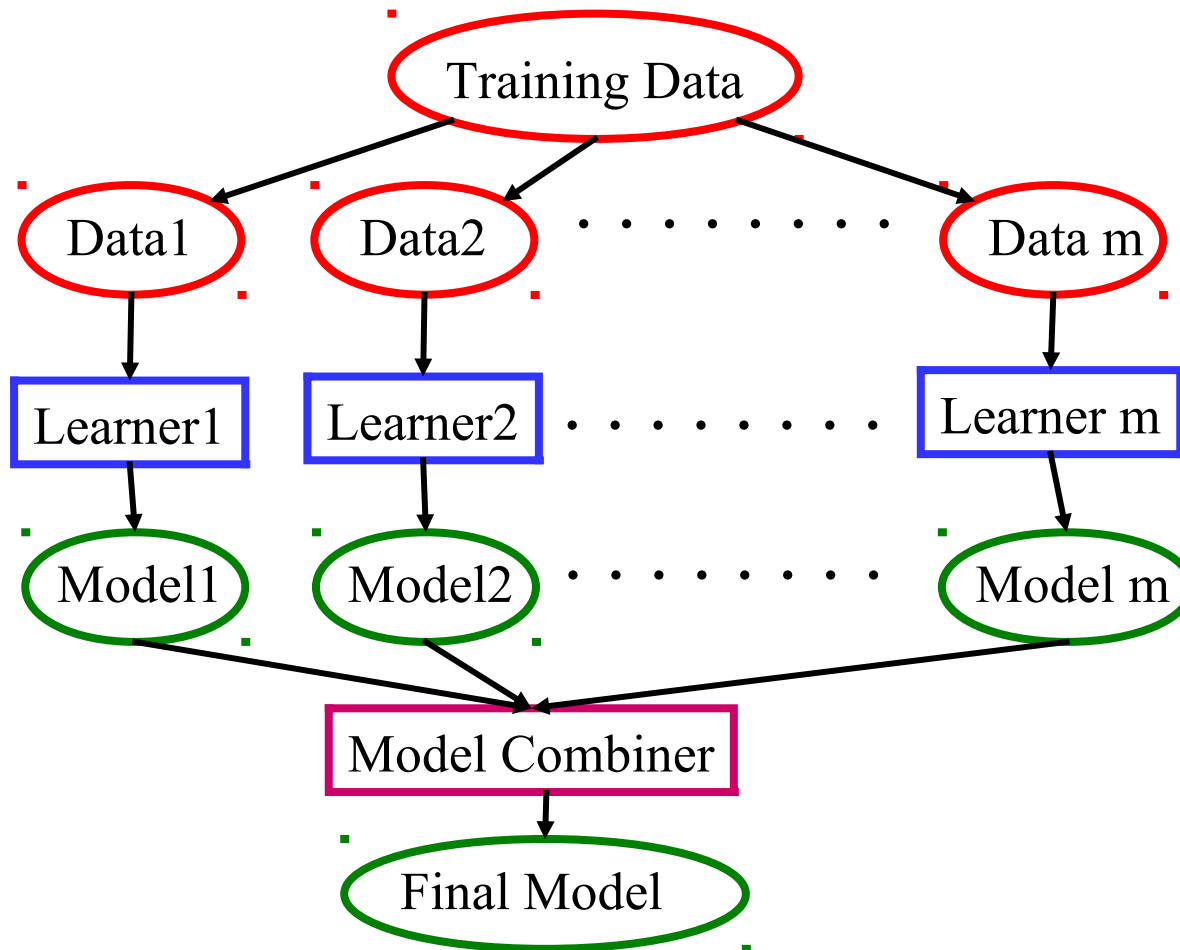 Training Data
Data1 Data2 . . . . . . . . Data m
Learner1 Learner2 . . . . . . . . Learner m
Model1 Model2 . . . . . . . . Model m
Model Combiner
Final Model